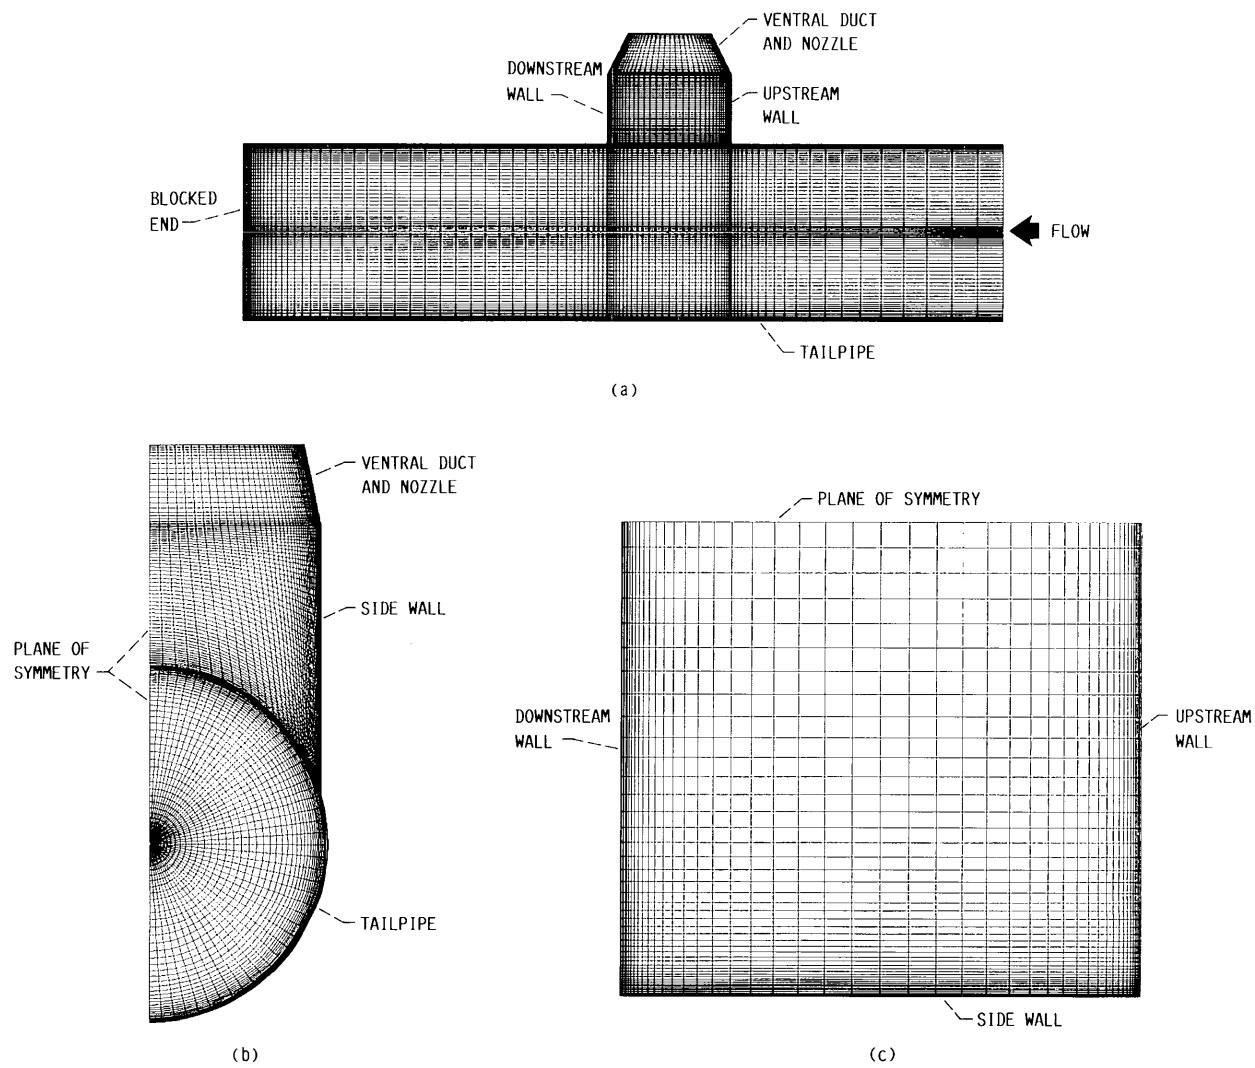 VENTRAL DUCT
AND NOZZLE
DOWNSTREAM
WALL
UPSTREAM
WALL
BLOCKED
END
FLOW
TAILPIPE
(a)
VENTRAL DUCT
AND NOZZLE
SIDE WALL
PLANE OF
SYMMETRY
TAILPIPE
(b)
PLANE OF SYMMETRY
DOWNSTREAM
WALL
UPSTREAM
WALL
SIDE WALL
(c)